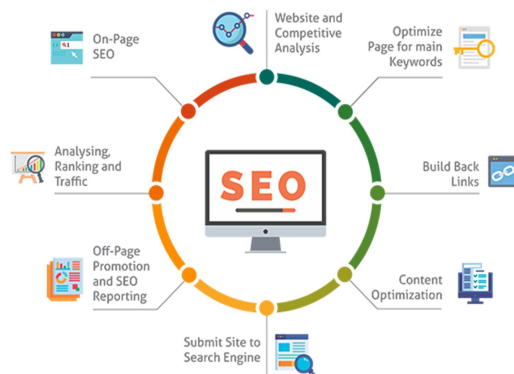 Website and
Competitive
Analysis
Optimize
Page for main
Keywords
Build Back
Links
Content
Optimization
Submit Site to
Search Engine
Off-Page
Promotion
and SEO
Reporting
Analysing,
Ranking and
Traffic
On-Page
SEO
SEO